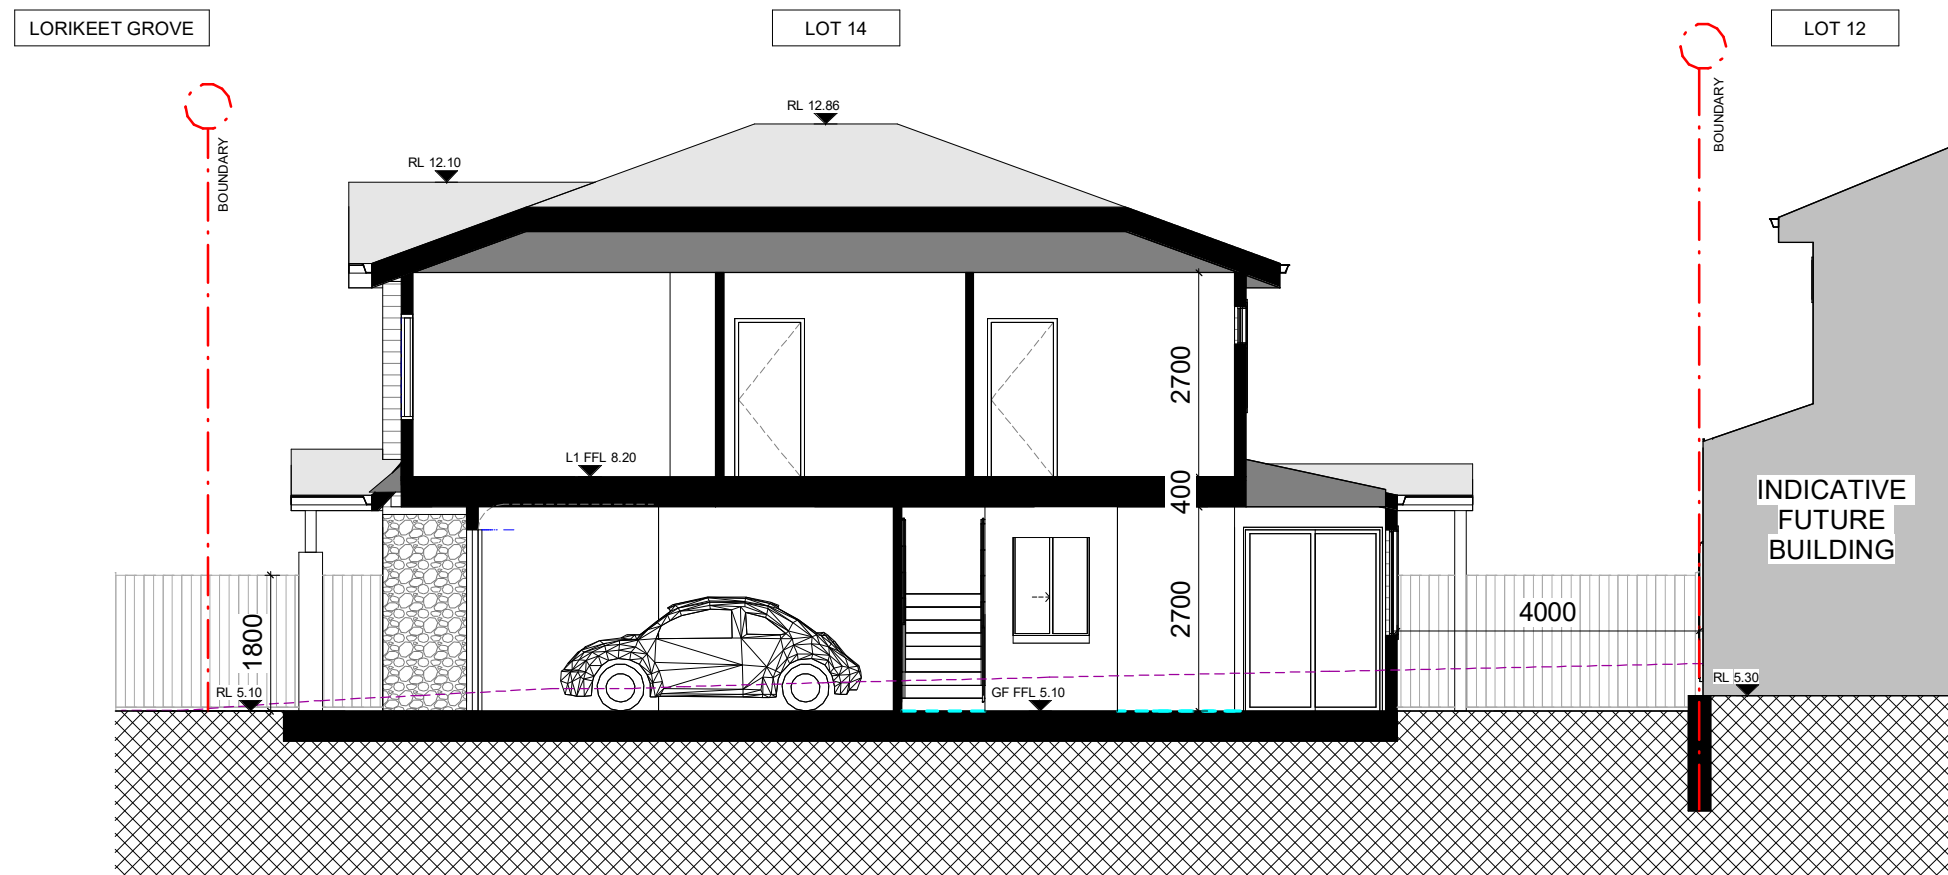 LORIKEET GROVE
LOT 14
LOT 12
BOUNDARY
BOUNDARY
RL 12.86
RL 12.10
2700
L1 FFL 8.20
400
INDICATIVE
FUTURE
BUILDING
1800
2700
4000
RL 5.10
GF FFL 5.10
RL 5.30